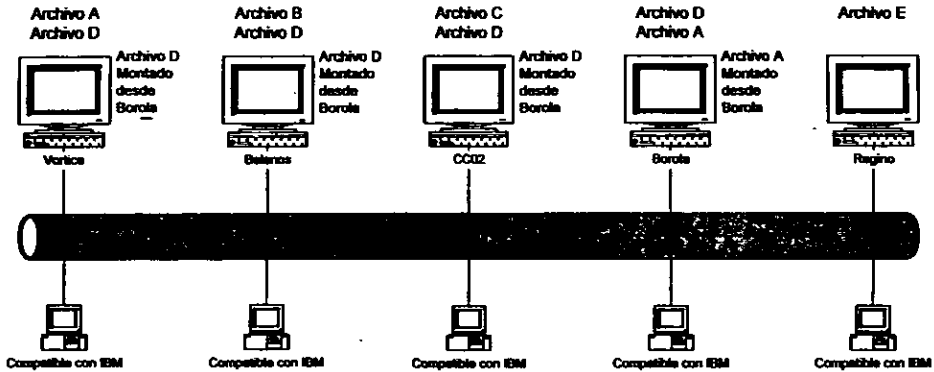 Archivo A
Archivo D
Archivo D
Montado
desde
Borola
Vortice
Archivo B
Archivo D
Archivo D
Montado
desde
Borola
Belenos
Archivo C
Archivo D
Archivo D
Montado
desde
Borola
CC02
Archivo D
Archivo A
Archivo A
Montado
desde
Borola
Borola
Archivo E
Regino
Compatible con IBM
Compatible con IBM
Compatible con IBM
Compatible con IBM
Compatible con IBM